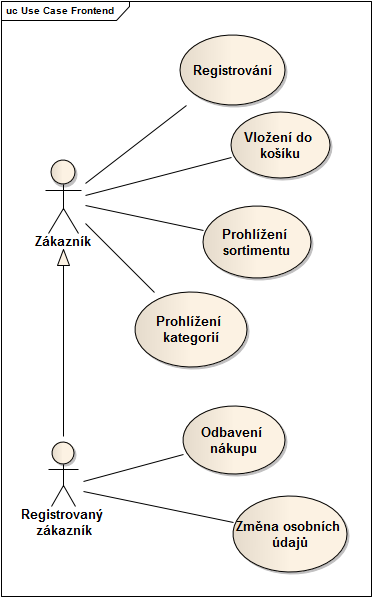 uc Use Case Frontend
Registrování
Vložení do
košíku
Zákazník
Prohlížení
sortimentu
Prohlížení
kategorií
Odbavení
nákupu
Registrovaný
zákazník
Změna osobních
údajů